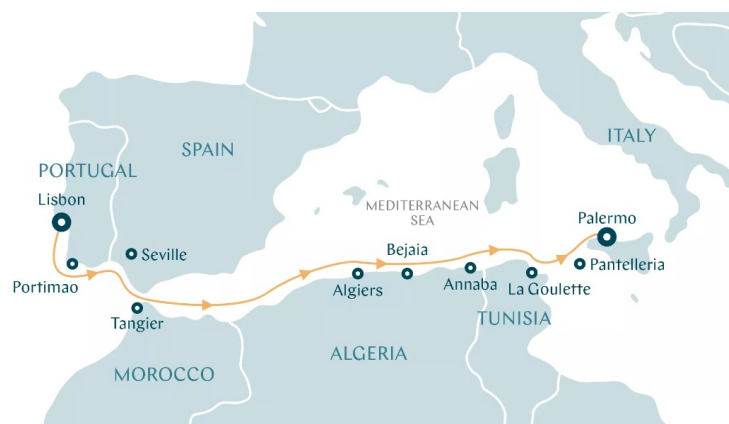 ITALY
SPAIN
PORTUGAL
Lisbon
MEDITERRANEAN
SEA
Palermo
Seville
Bejaia
Pantelleria
Portimao
Algiers
Annaba
La Goulette
Tangier
TUNISIA
ALGERIA
MOROCCO